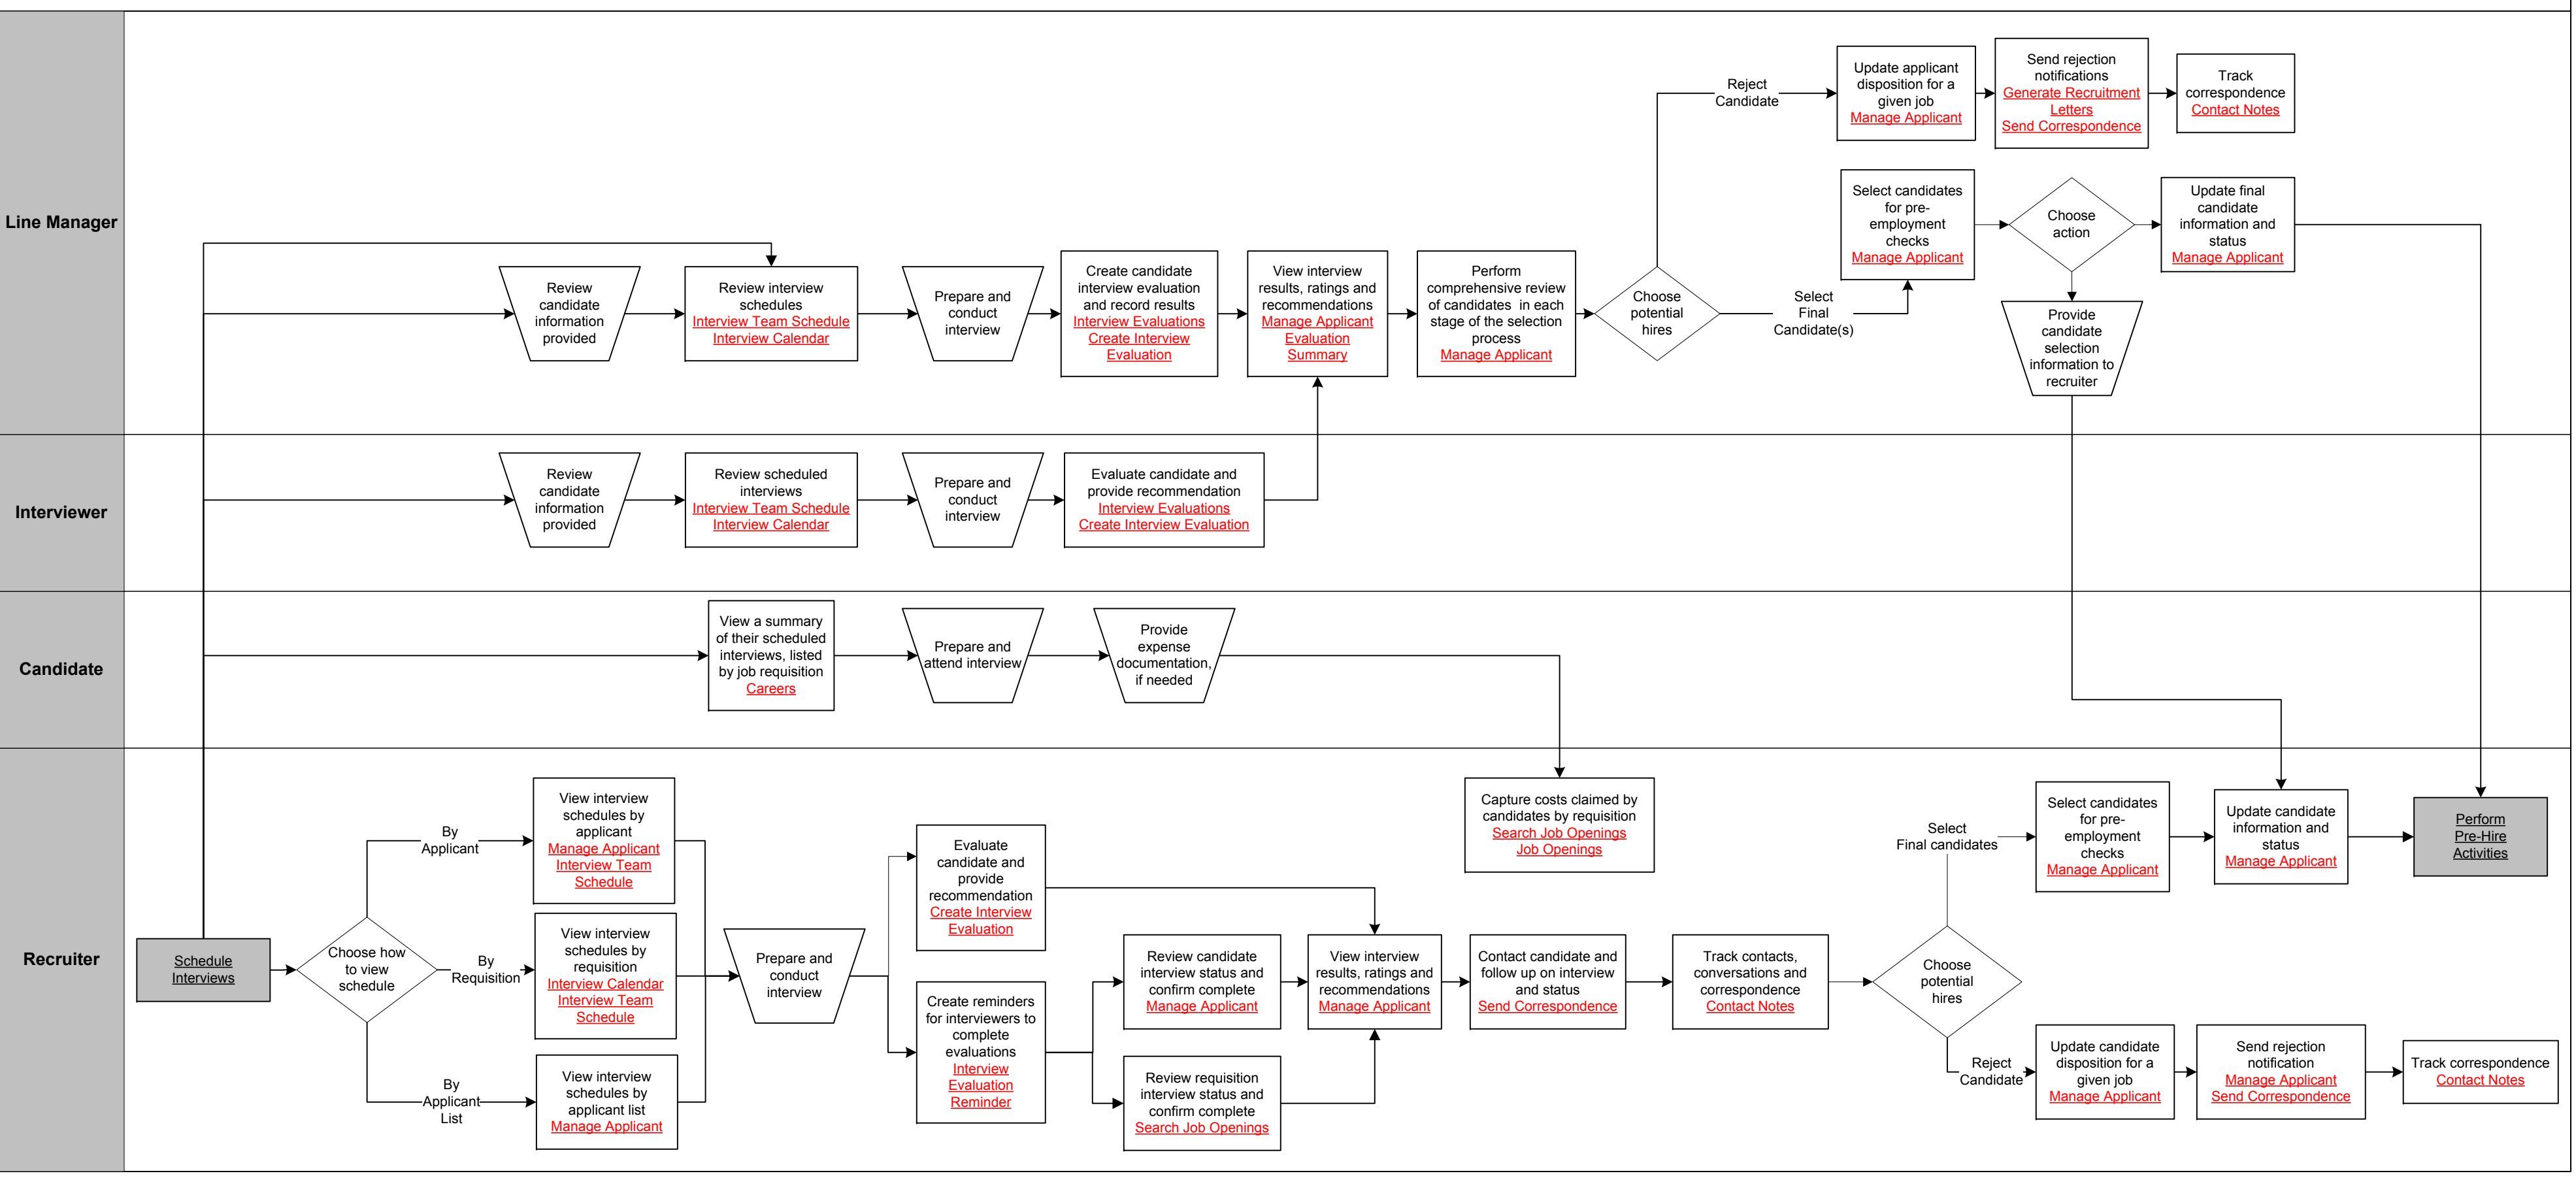 Line Manager
Review
candidate
information
provided
Review interview
schedules
Interview Team Schedule
Interview Calendar
Prepare and
conduct
interview
Create candidate
interview evaluation
and record results
Interview Evaluations
Create Interview
Evaluation
View interview
results, ratings and
recommendations
Manage Applicant
Evaluation
Summary
Perform
comprehensive review
of candidates in each
stage of the selection
process
Manage Applicant
Choose
potential
hires
Reject
Candidate
Update applicant
disposition for a
given job
Manage Applicant
Send rejection
notifications
Generate Recruitment
Letters
Send Correspondence
Track
correspondence
Contact Notes
Select
Final
Candidate(s)
Select candidates
for pre-
employment
checks
Manage Applicant
Choose
action
Update final
candidate
information and
status
Manage Applicant
Provide
candidate
selection
information to
recruiter
Interviewer
Review
candidate
information
provided
Review scheduled
interviews
Interview Team Schedule
Interview Calendar
Prepare and
conduct
interview
Evaluate candidate and
provide recommendation
Interview Evaluations
Create Interview Evaluation
Candidate
View a summary
of their scheduled
interviews, listed
by job requisition
Careers
Prepare and
attend interview
Provide
expense
documentation,
if needed
Recruiter
Schedule
Interviews
Choose how
to view
schedule
By
Applicant
View interview
schedules by
applicant
Manage Applicant
Interview Team
Schedule
By
Requisition
View interview
schedules by
requisition
Interview Calendar
Interview Team
Schedule
By
Applicant
List
View interview
schedules by
applicant list
Manage Applicant
Prepare and
conduct
interview
Evaluate
candidate and
provide
recommendation
Create Interview
Evaluation
Create reminders
for interviewers to
complete
evaluations
Interview
Evaluation
Reminder
Review candidate
interview status and
confirm complete
Manage Applicant
Review requisition
interview status and
confirm complete
Search Job Openings
View interview
results, ratings and
recommendations
Manage Applicant
Capture costs claimed by
candidates by requisition
Search Job Openings
Job Openings
Contact candidate and
follow up on interview
and status
Send Correspondence
Track contacts,
conversations and
correspondence
Contact Notes
Choose
potential
hires
Select
Final candidates
Select candidates
for pre-
employment
checks
Manage Applicant
Update candidate
information and
status
Manage Applicant
Perform
Pre-Hire
Activities
Reject
Candidate
Update candidate
disposition for a
given job
Manage Applicant
Send rejection
notification
Manage Applicant
Send Correspondence
Track correspondence
Contact Notes